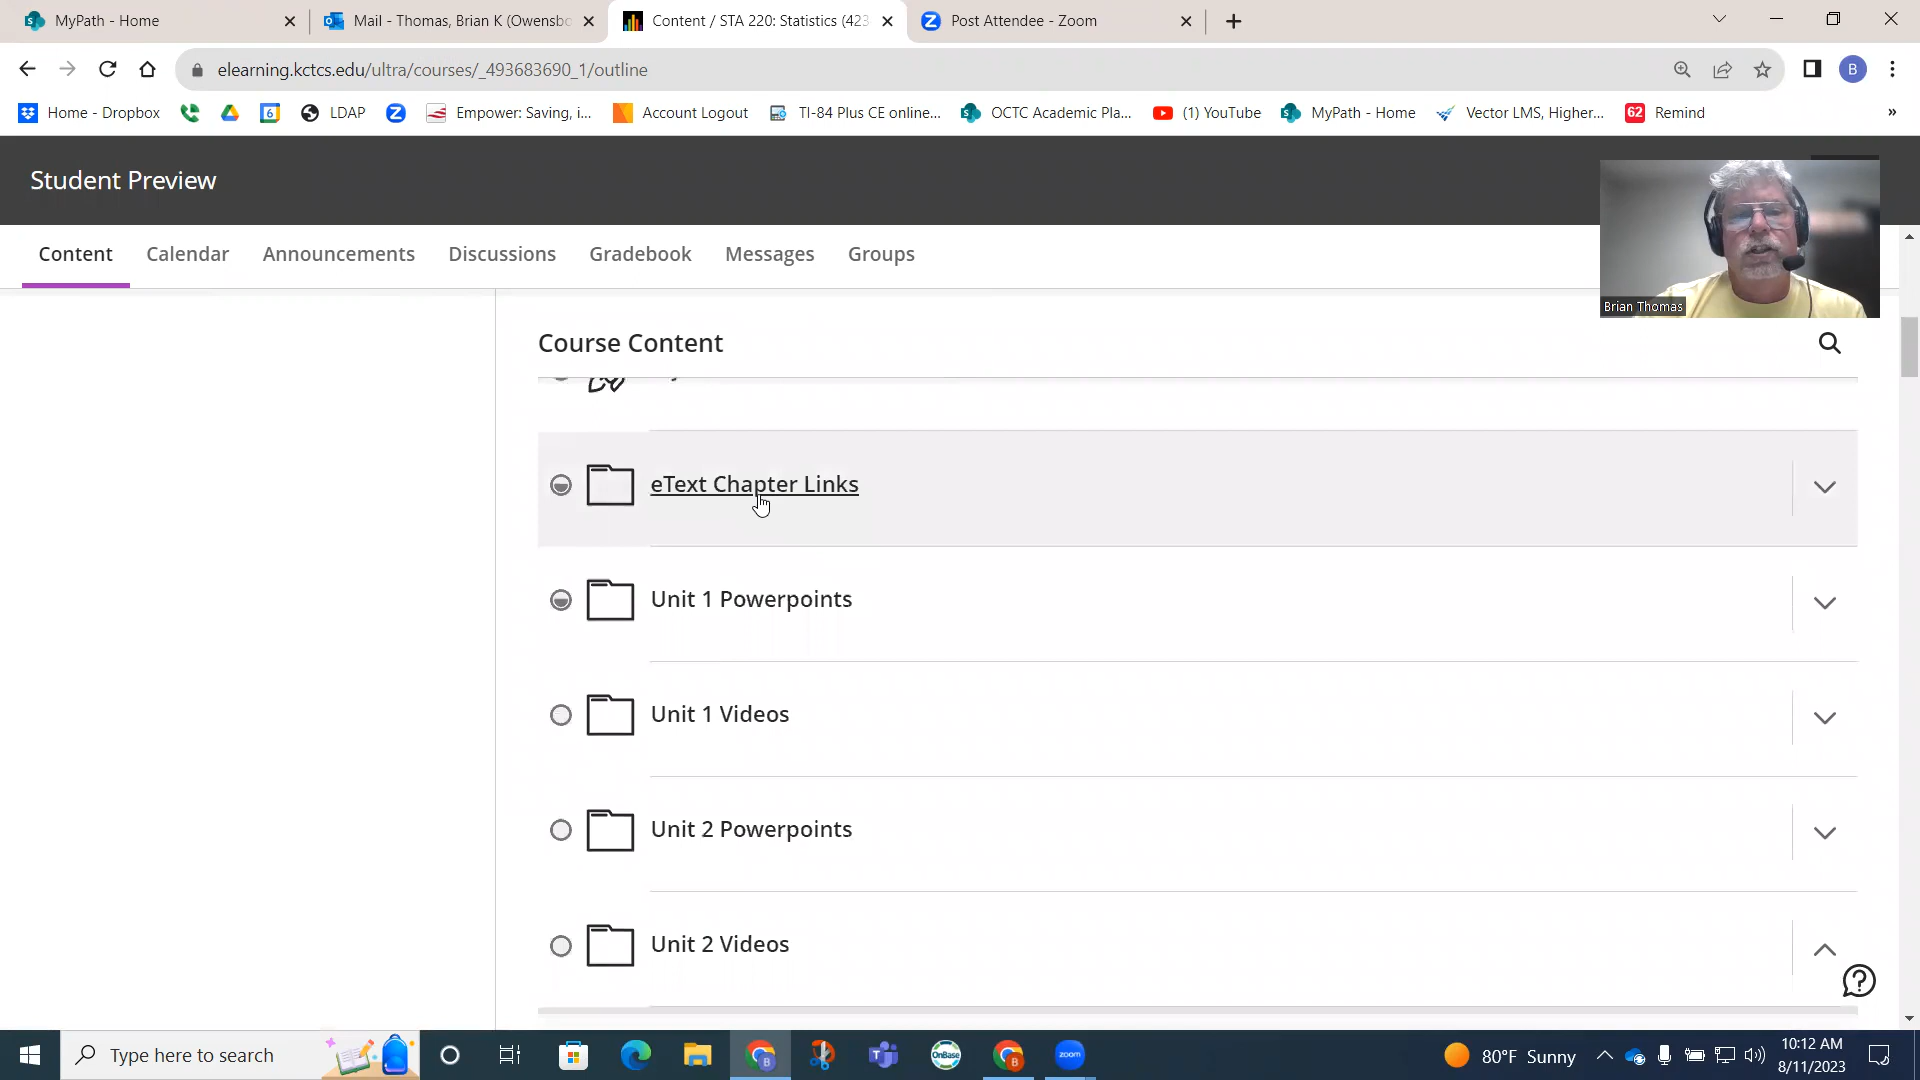 MyPath - Home
Mail - Thomas, Brian K (Owensbo
Content / STA 220: Statistics (423
Post Attendee - Zoom
elearning.kctcs.edu/ultra/courses/_493683690_1/outline
B
Home - Dropbox
6
LDAP
Empower: Saving, i...
Account Logout
TI-84 Plus CE online...
OCTC Academic Pla...
(1) YouTube
MyPath - Home
Vector LMS, Higher...
62
Remind
»
Student Preview
Content
Calendar
Announcements
Discussions
Gradebook
Messages
Groups
Brian Thomas
Course Content
eText Chapter Links
Unit 1 Powerpoints
Unit 1 Videos
Unit 2 Powerpoints
Unit 2 Videos
Type here to search
OnBase
zoom
80°F Sunny
10:12 AM
8/11/2023